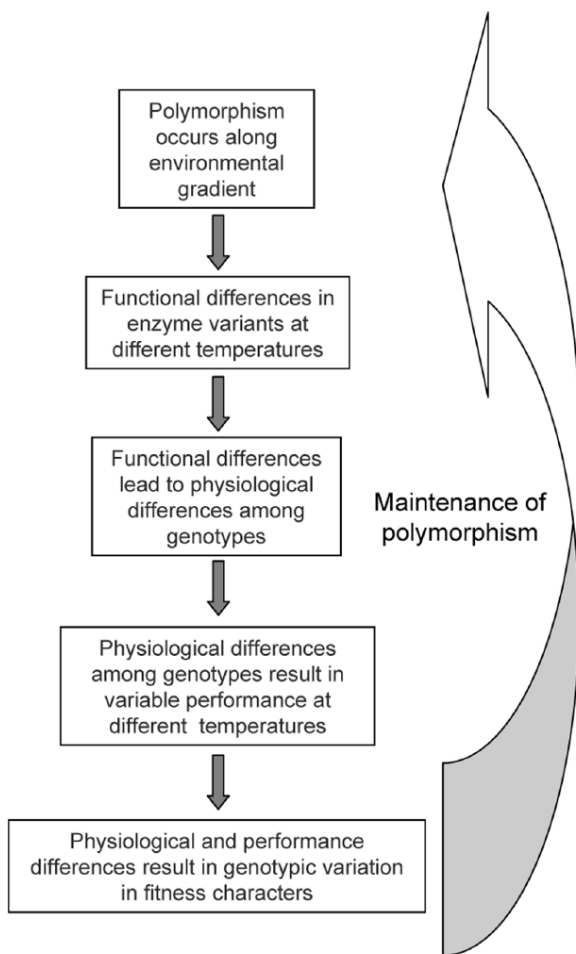 Polymorphism
occurs along
environmental
gradient
Functional differences in
enzyme variants at
different temperatures
Functional differences
lead to physiological
differences among
genotypes
Maintenance of
polymorphism
Physiological differences
among genotypes result in
variable performance at
different temperatures
Physiological and performance
differences result in genotypic variation
in fitness characters